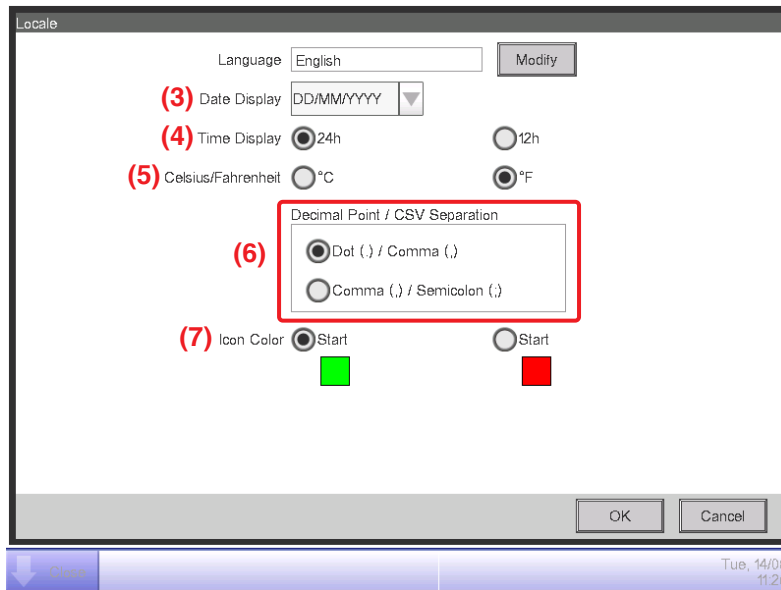 Locale
Language English Modify
(3) Date Display DD/MM/YYYY
(4) Time Display 24h 12h
(5) Celsius/Fahrenheit °C °F
Decimal Point / CSV Separation
(6) Dot (.) / Comma (,)
Comma (,) / Semicolon (;)
(7) Icon Color Start Start
OK Cancel
Tue,